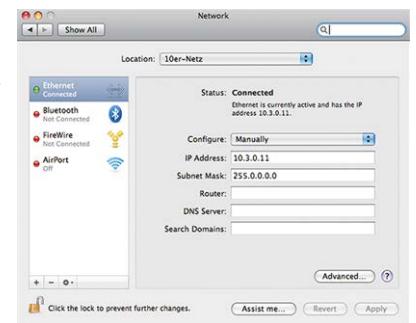 Network
Show All
Location: 10er-Netz
Ethernet
Connected
Bluetooth
Not Connected
FireWire
Not Connected
AirPort
Off
Status: Connected
Ethernet is currently active and has the IP
address 10.3.0.11.
Configure: Manually
IP Address: 10.3.0.11
Subnet Mask: 255.0.0.0
Router:
DNS Server:
Search Domains:
Advanced... ?
+ −
Click the lock to prevent further changes.
Assist me... Revert Apply